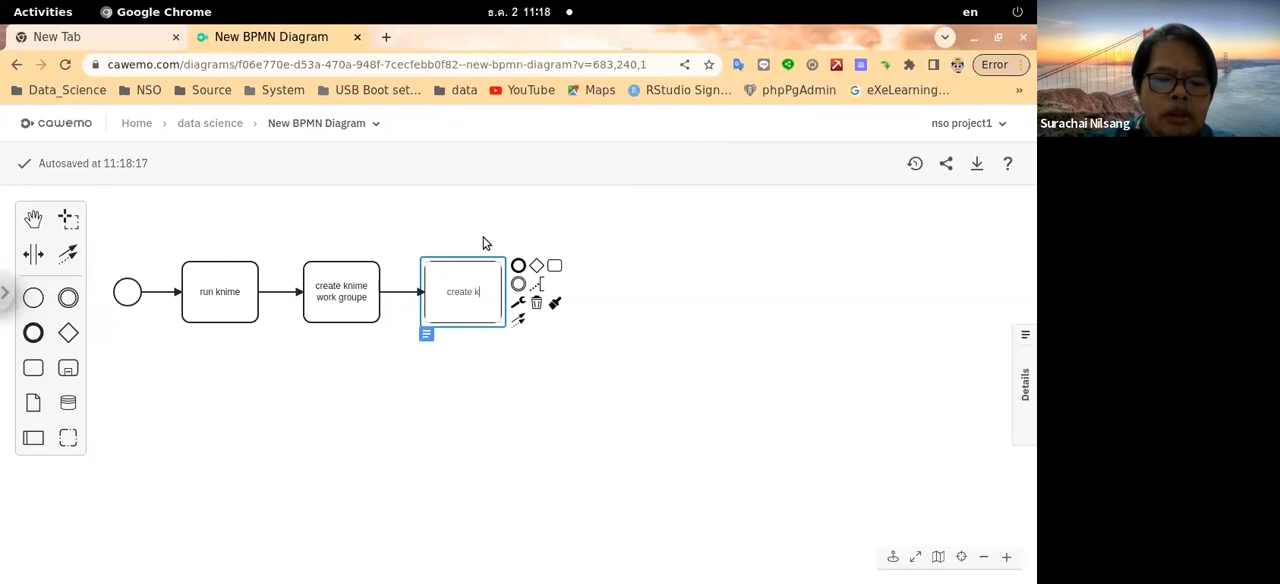 Activities
Google Chrome
ธ.ค. 2 11:18
en
New Tab
New BPMN Diagram
cawemo.com/diagrams/f06e770e-d53a-470a-948f-7cecfebb0f82--new-bpmn-diagram?v=683,240,1
Error
Data_Science
NSO
Source
System
USB Boot set...
data
YouTube
Maps
RStudio Sign...
phpPgAdmin
eXeLearning...
cawemo
Home
data science
New BPMN Diagram
nso project1
Surachai Nilsang
Autosaved at 11:18:17
run knime
create knime
work groupe
create k
Details